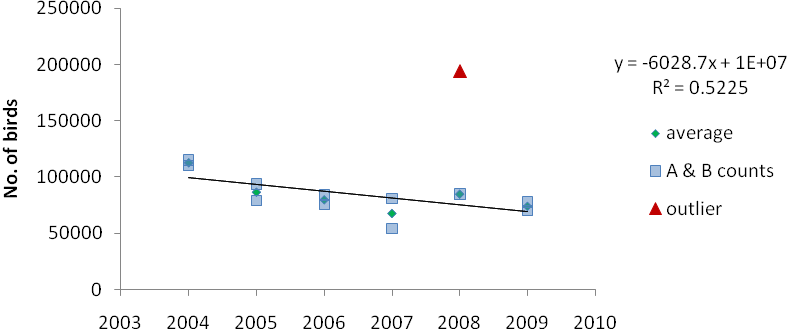 250000
200000
150000
100000
50000
0
No. of birds
2003 2004 2005 2006 2007 2008 2009 2010
y = -6028.7x + 1E+07
R² = 0.5225
average
A & B counts
outlier